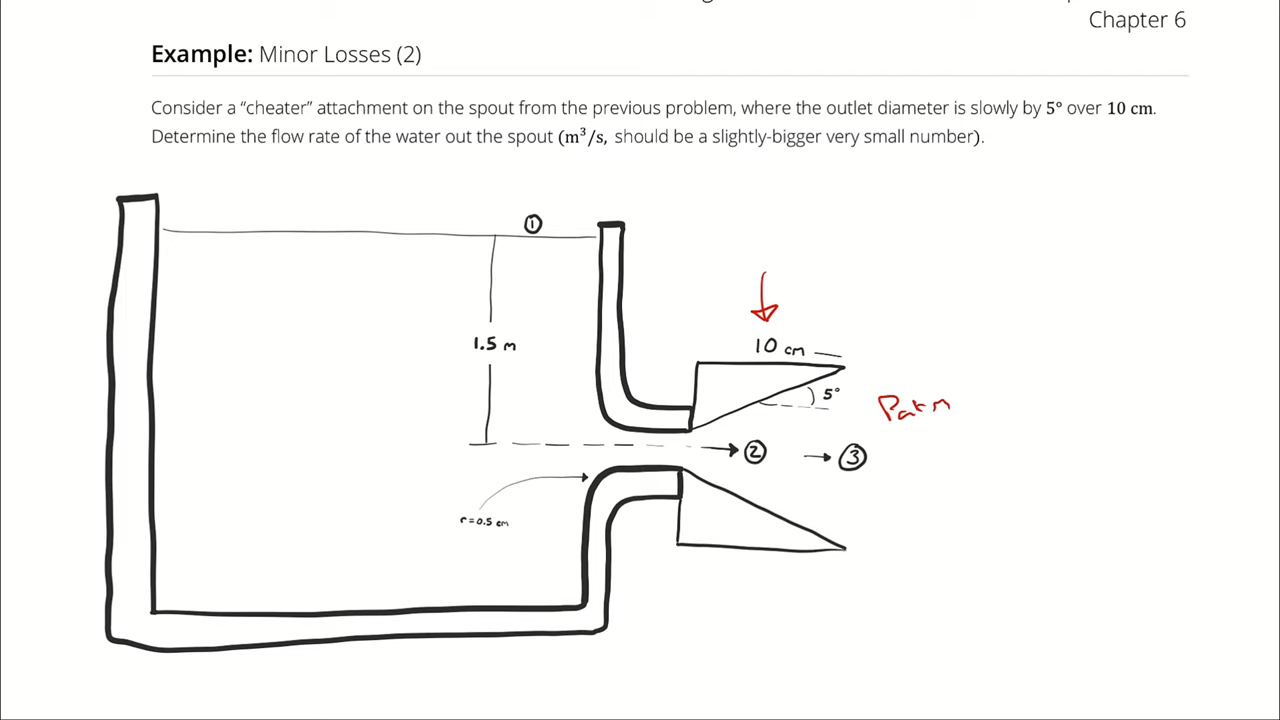 Chapter 6
Example: Minor Losses (2)
Consider a “cheater” attachment on the spout from the previous problem, where the outlet diameter is slowly by 5° over 10 cm.
Determine the flow rate of the water out the spout (m³/s, should be a slightly-bigger very small number).
①
1.5 m
10 cm
5°
Patm
②
③
r=0.5 cm